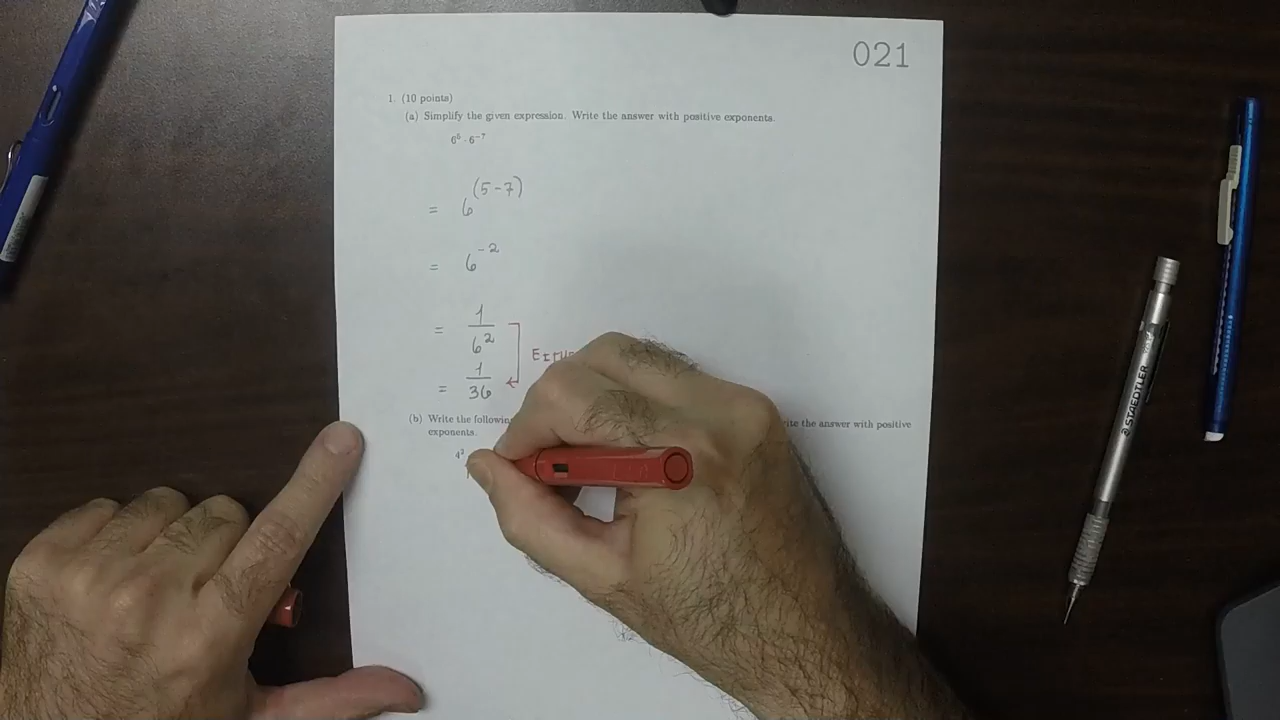 021
1. (10 points)
(a) Simplify the given expression. Write the answer with positive exponents.
6⁵ · 6⁻⁷
= 6^(5-7)
= 6⁻²
= 1/6²
= 1/36
(b) Write the following the answer with positive
exponents.
STAEDTLER